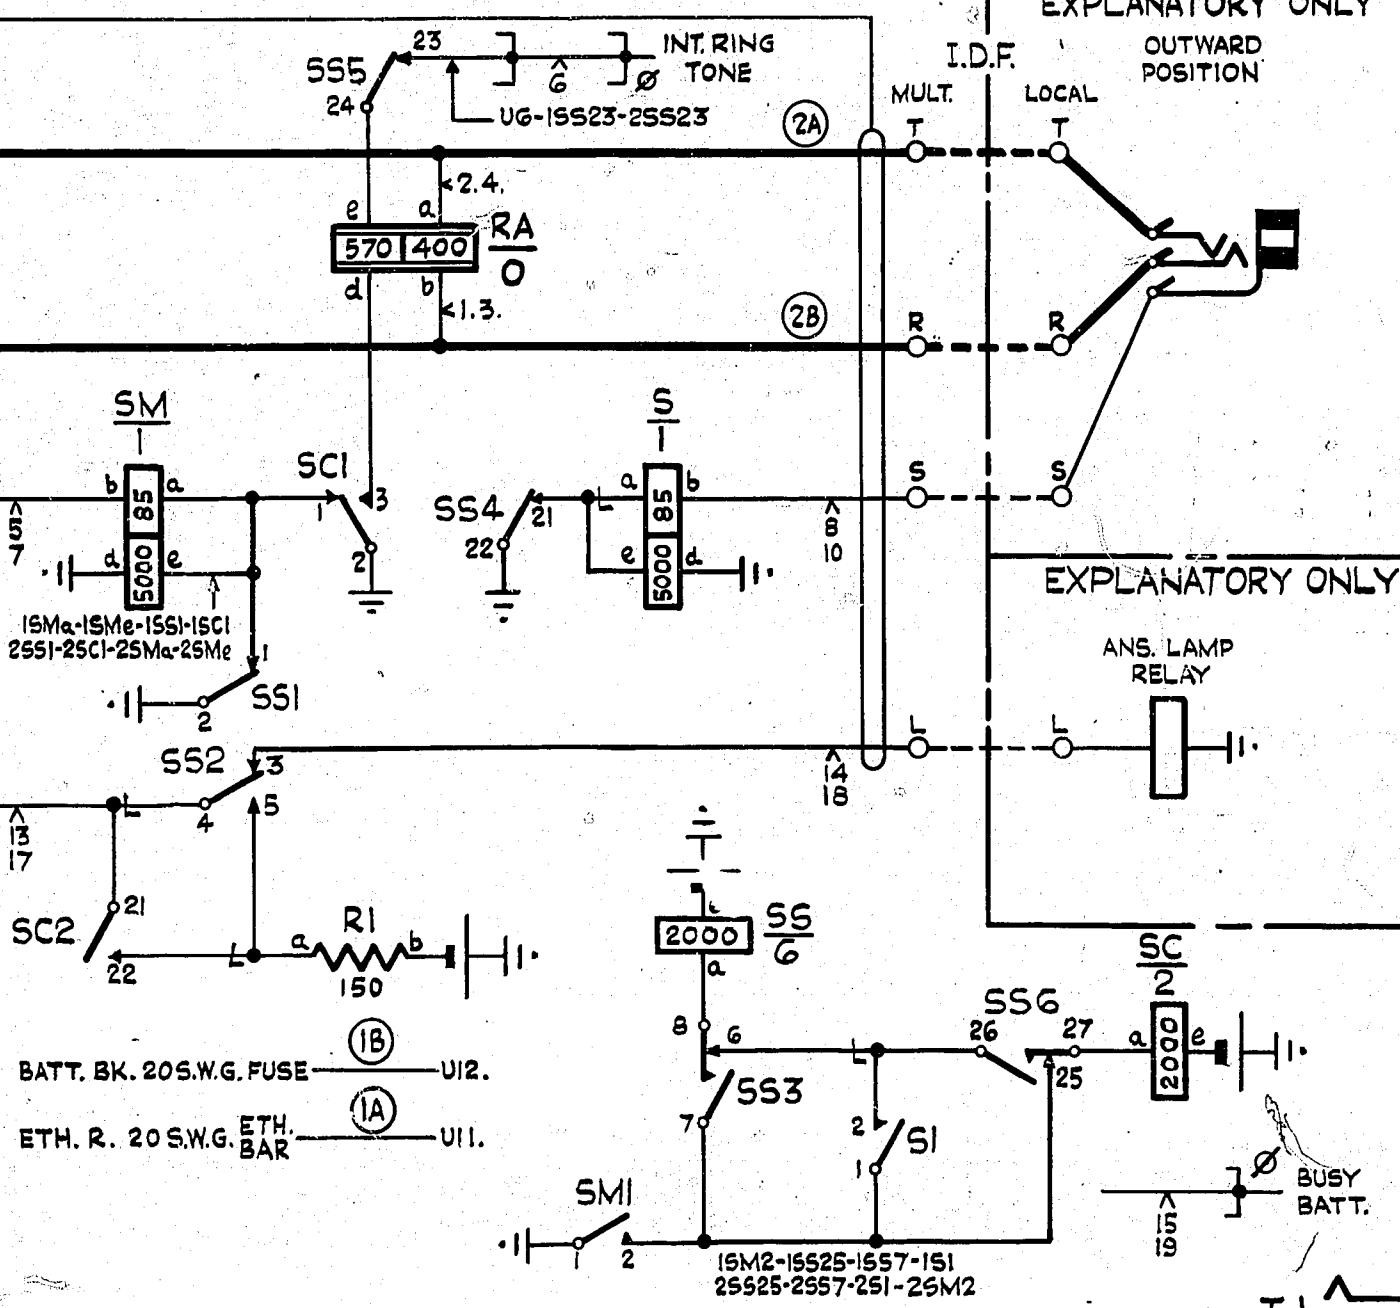 EXPLANATORY ONLY
I.D.F.
OUTWARD
POSITION
MULT.
LOCAL
SS5
23
24
6
Ø
INT. RING
TONE
UG-1SS23-2SS23
2A
T
T
2.4.
e
a
570
400
RA
0
d
b
1.3.
2B
R
R
SM
1
b
85
a
d
5000
e
5
7
1SMa-1SMe-1SS1-1SC1
2SS1-2SC1-2SMa-2SMe
SC1
1
3
2
SS4
21
22
L
S
1
a
85
b
e
5000
d
8
10
S
S
1
SS1
2
EXPLANATORY ONLY
ANS. LAMP
RELAY
SS2
3
4
5
L
13
17
14
18
L
L
SC2
21
22
L
a
R1
b
150
t
2000
SS
6
a
8
6
L
SS3
7
SS6
26
27
25
SC
2
a
2000
e
2
1
S1
BATT. BK. 20 S.W.G. FUSE
1B
U12.
ETH. R. 20 S.W.G.
ETH.
BAR
1A
U11.
SM1
1
2
1SM2-1SS25-1SS7-1S1
2SS25-2SS7-2S1-2SM2
Ø
BUSY
BATT.
15
19